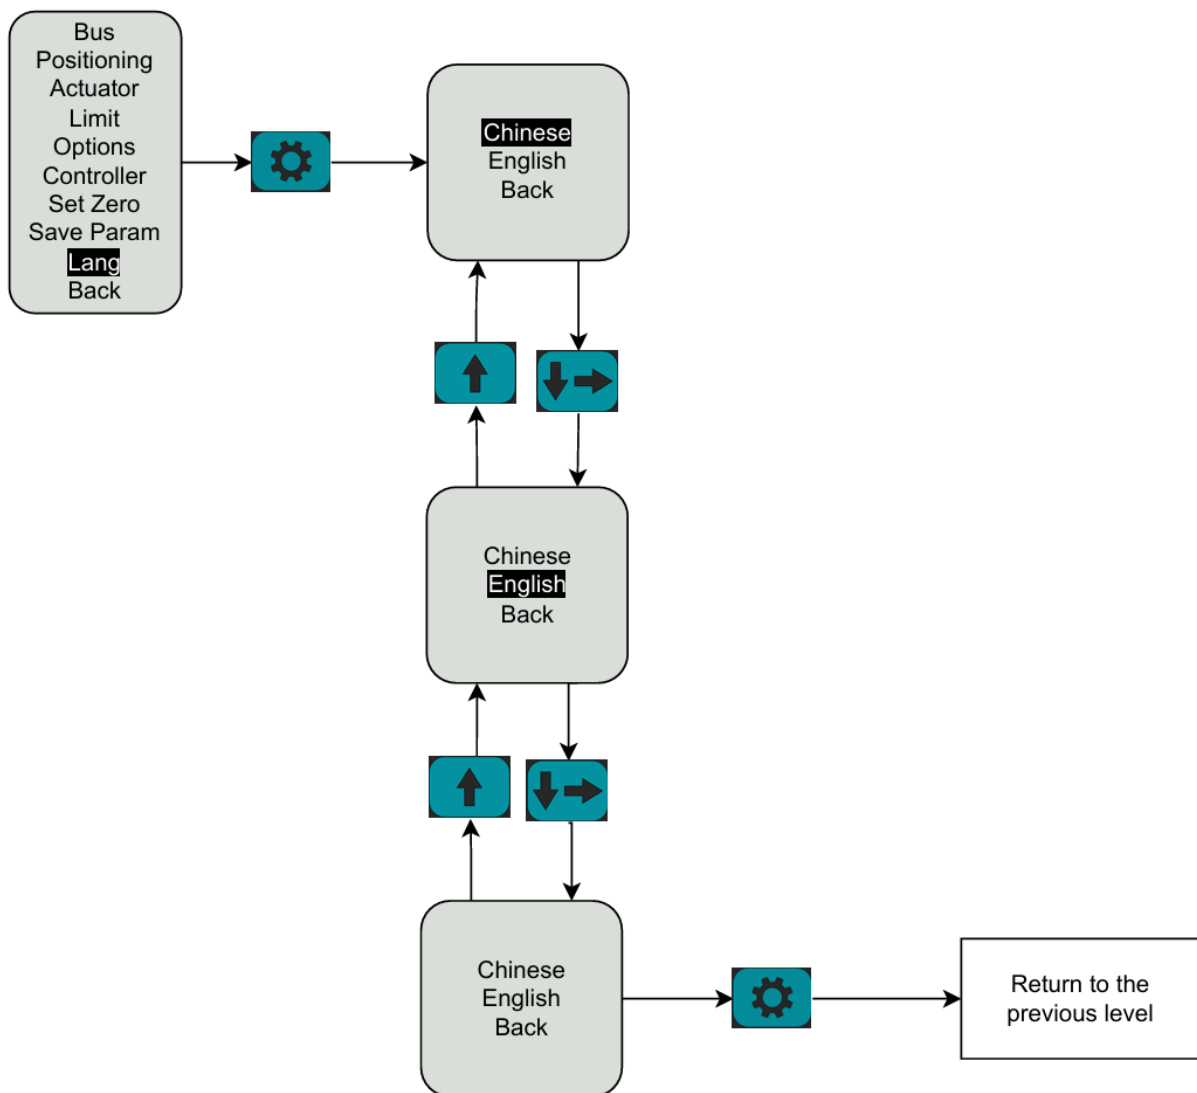 Bus
Positioning
Actuator
Limit
Options
Controller
Set Zero
Save Param
Lang
Back
Chinese
English
Back
Chinese
English
Back
Chinese
English
Back
Return to the
previous level